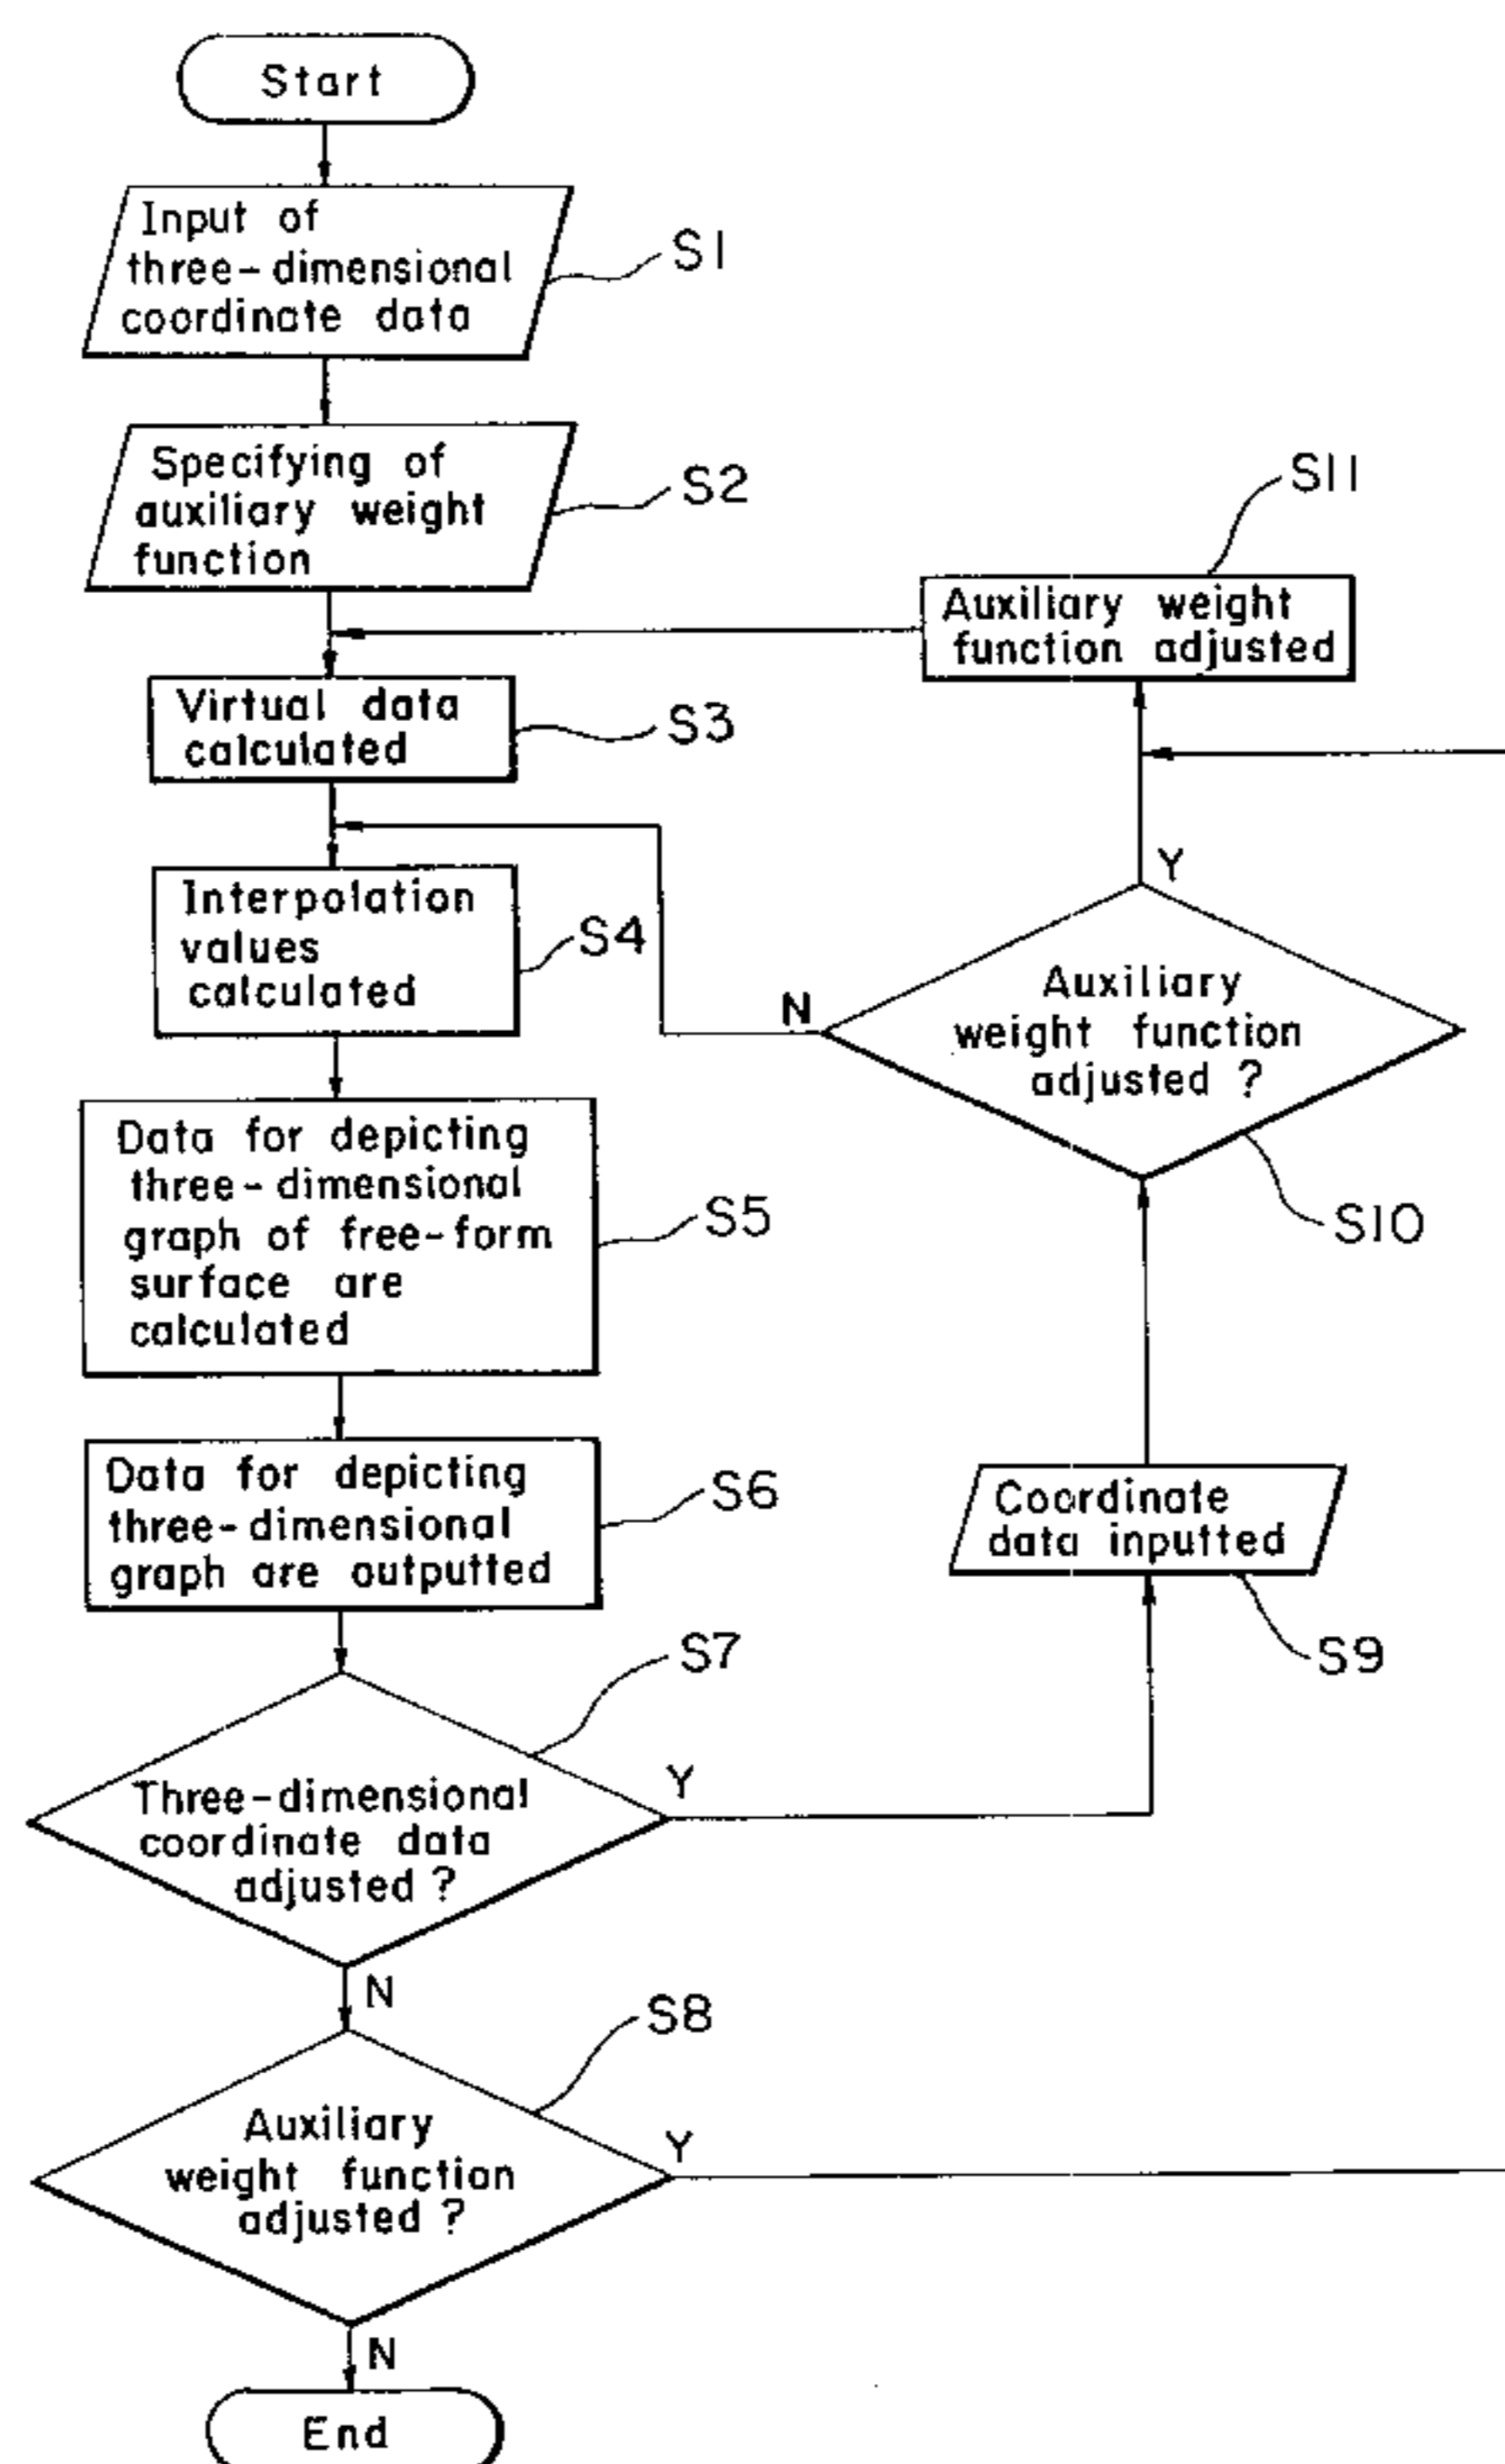 Start
Input of
three-dimensional
coordinate data
S1
Specifying of
auxiliary weight
function
S2
Virtual data
calculated
S3
Interpolation
values
calculated
S4
Data for depicting
three-dimensional
graph of free-form
surface are
calculated
S5
Data for depicting
three-dimensional
graph are outputted
S6
Three-dimensional
coordinate data
adjusted ?
S7
Y
N
Auxiliary
weight function
adjusted ?
S8
Y
N
End
Coordinate
data inputted
S9
Auxiliary
weight function
adjusted ?
S10
N
Y
Auxiliary weight
function adjusted
S11